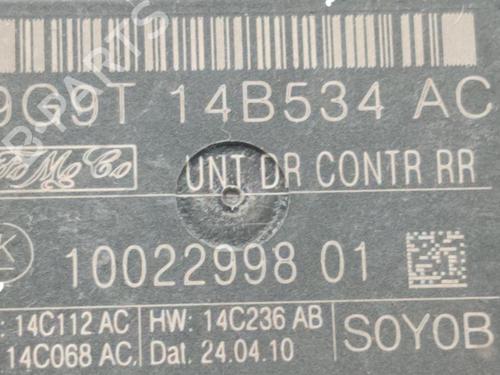 9G9T 14B534 AC
FoMoCo
UNT DR CONTR RR
K
10022998 01
: 14C112 AC HW: 14C236 AB
14C068 AC. Dat. 24.04.10
SOYOB